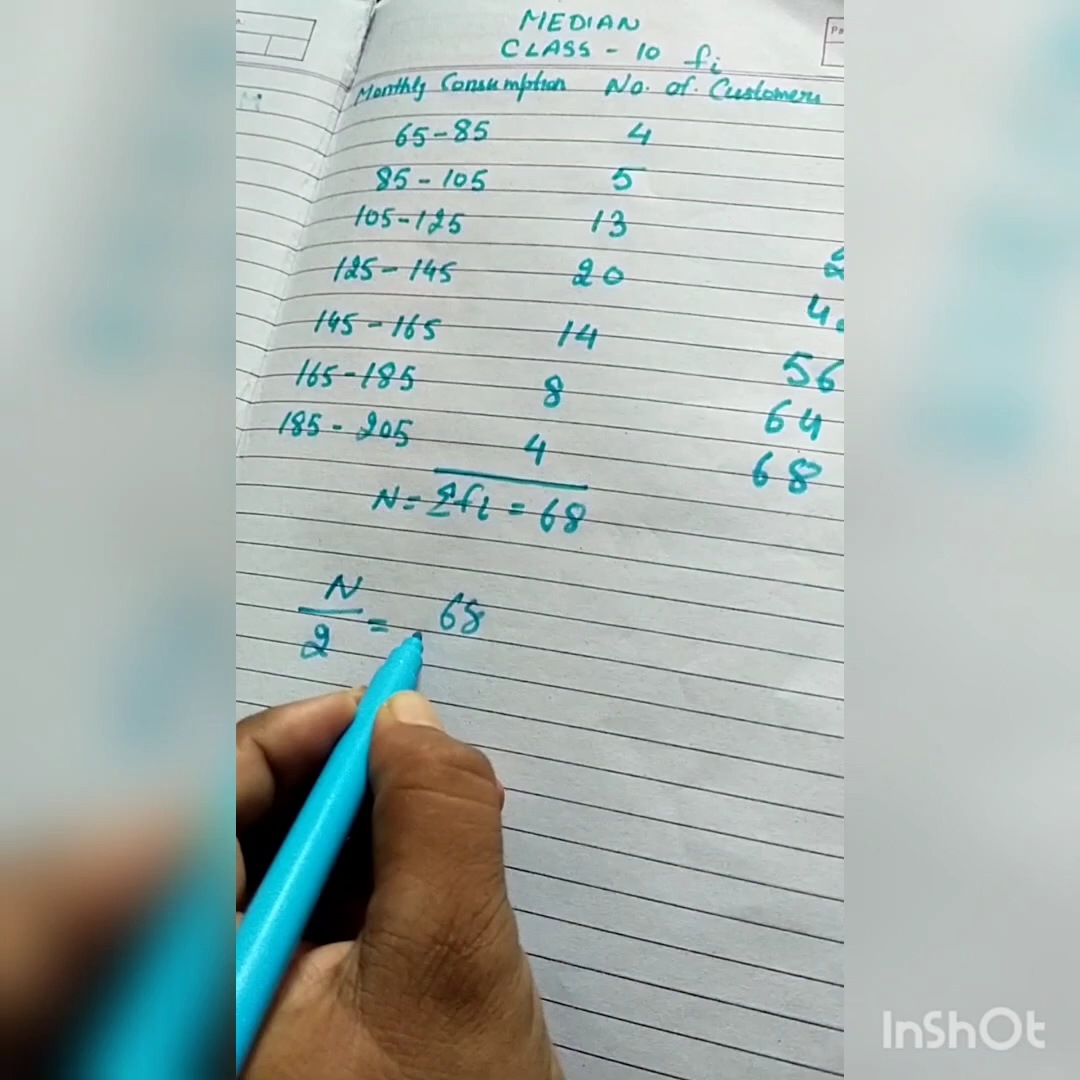 MEDIAN
CLASS - 10 fi
Monthly Consumption No. of. Customers
65-85 4
85-105 5
105-125 13
125-145 20
145-165 14 56
165-185 8 64
185-205 4 68
N = Σfi = 68
N
2 = 68
InShOt